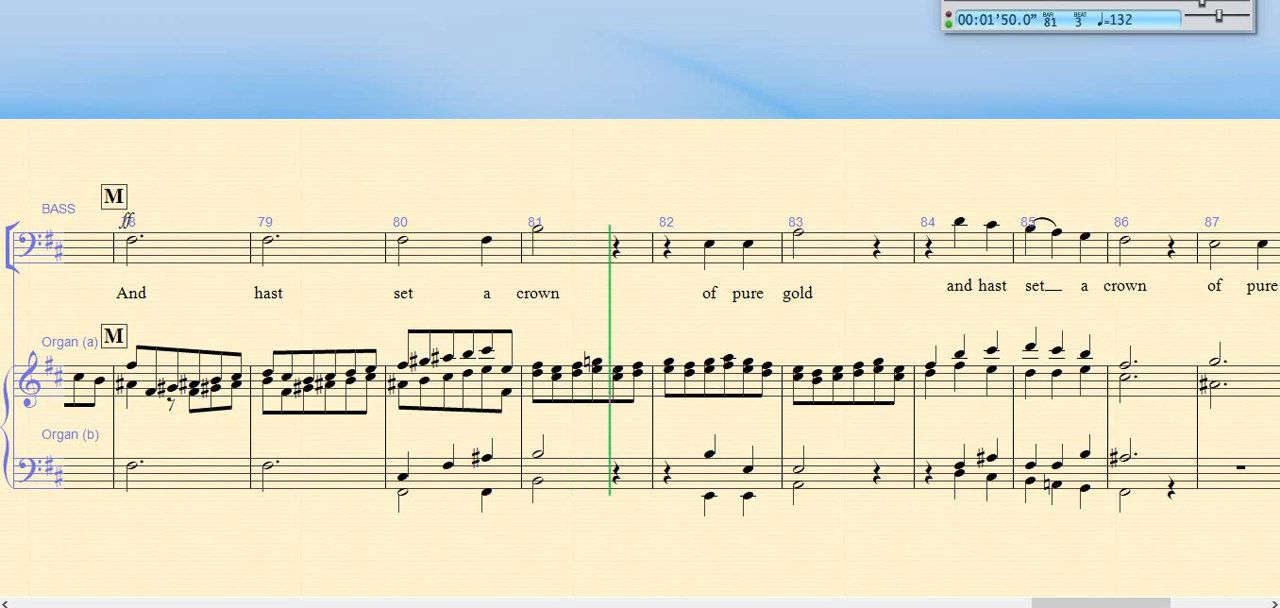 00:01'50.0" BAR 81 BEAT 3 ♩=132
M
BASS
ff 78 79 80 81 82 83 84 85 86 87
And hast set a crown of pure gold and hast set a crown of pure
M
Organ (a)
Organ (b)